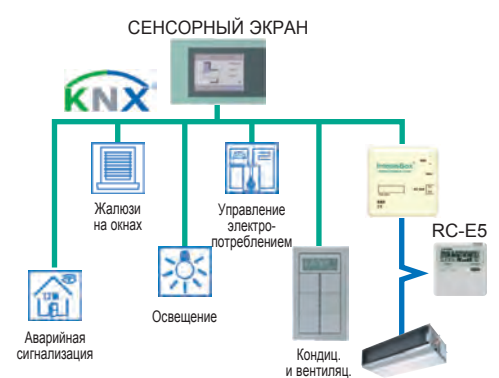 СЕНСОРНЫЙ ЭКРАН
KNX
Жалюзи
на окнах
Управление
электро-
потреблением
RC-E5
Аварийная
сигнализация
Освещение
Кондиц.
и вентиляц.